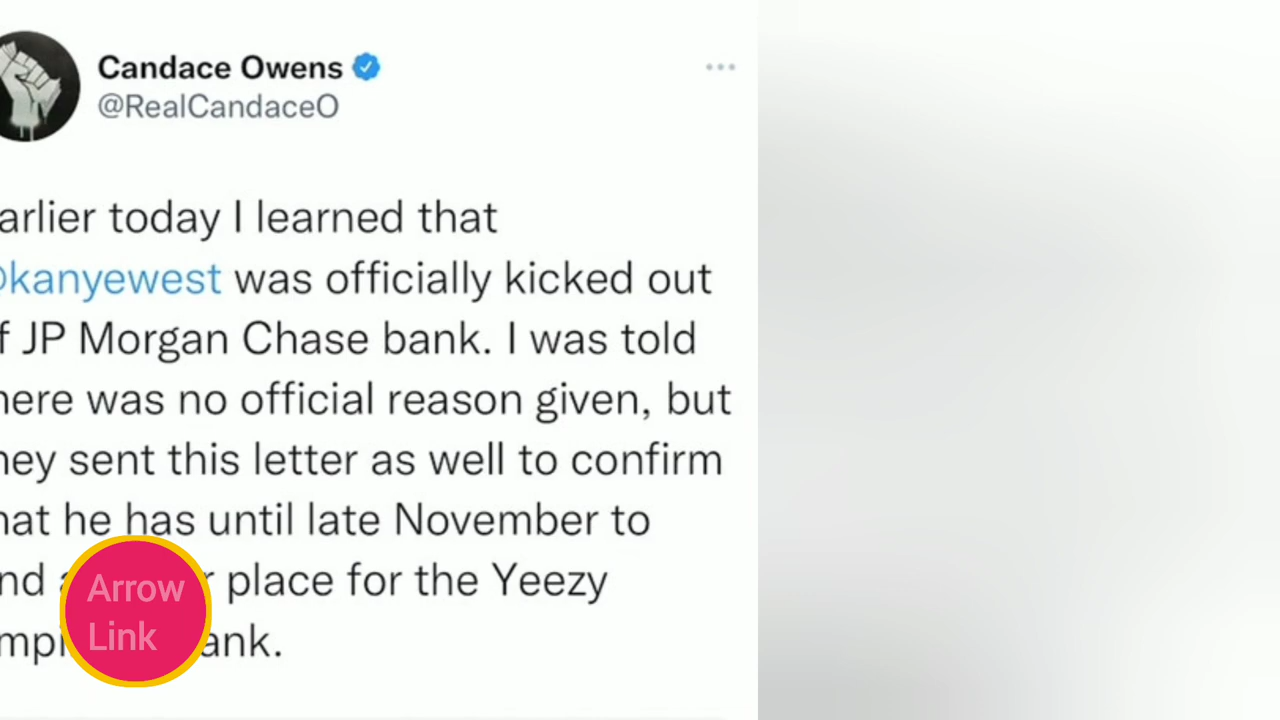 Candace Owens
@RealCandaceO
arlier today I learned that
@kanyewest was officially kicked out
f JP Morgan Chase bank. I was told
here was no official reason given, but
hey sent this letter as well to confirm
hat he has until late November to
nd place for the Yeezy
mpi ank.
Arrow
Link